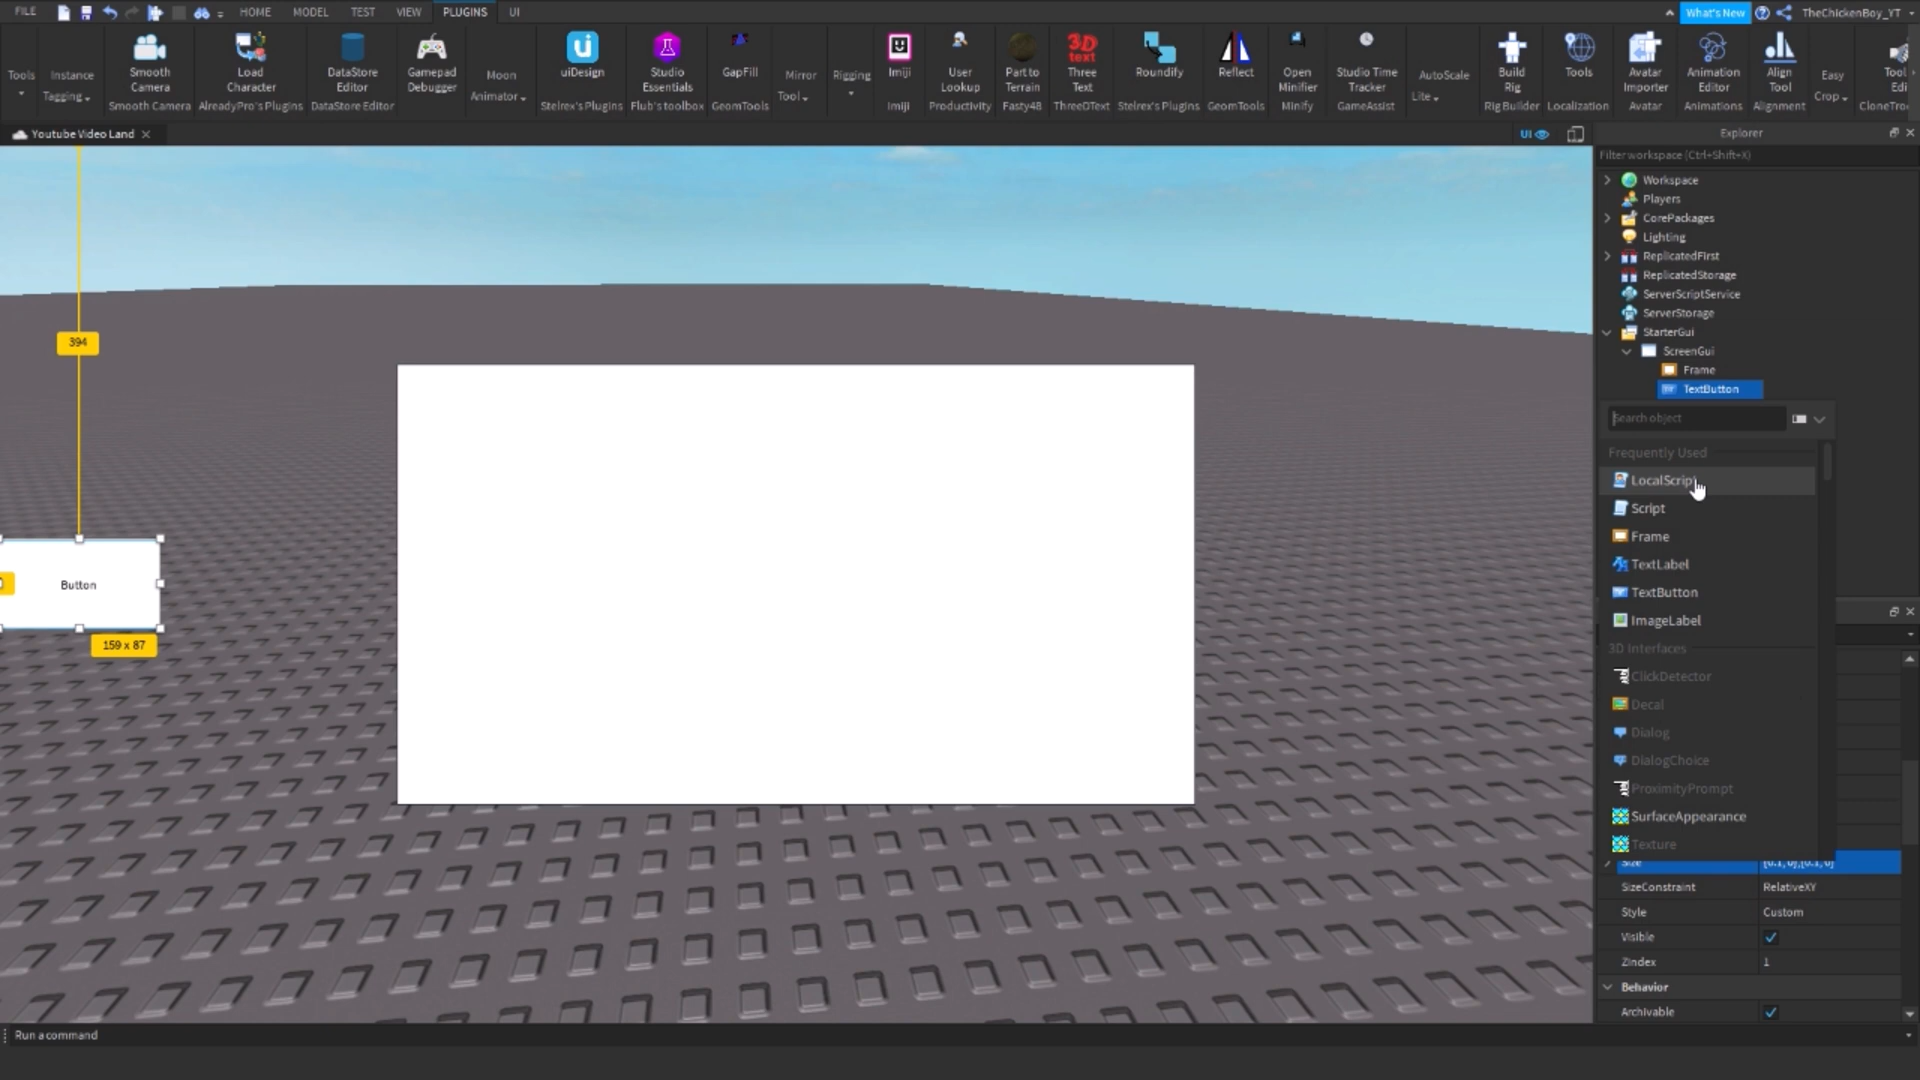 FILE HOME MODEL TEST VIEW PLUGINS UI What's New TheChickenBoy_YT
Tools
Instance
Tagging
Smooth
Camera
Smooth Camera
Load
Character
AlreadyPro's Plugins
DataStore
Editor
DataStore Editor
Gamepad
Debugger
Moon
Animator
uiDesign
Stelrex's Plugins
Studio
Essentials
Flub's toolbox
GapFill
GeomTools
Mirror
Tool
Rigging
Imiji
Imiji
User
Lookup
Productivity
Part to
Terrain
Fasty48
3D
text
Three
Text
ThreeDText
Roundify
Stelrex's Plugins
Reflect
GeomTools
Open
Minifier
Minify
Studio Time
Tracker
GameAssist
AutoScale
Lite
Build
Rig
Rig Builder
Tools
Localization
Avatar
Importer
Avatar
Animation
Editor
Animations
Align
Tool
Alignment
Easy
Crop
Youtube Video Land
UI
Explorer
Filter workspace (Ctrl+Shift+X)
Workspace
Players
CorePackages
Lighting
ReplicatedFirst
ReplicatedStorage
ServerScriptService
ServerStorage
StarterGui
ScreenGui
Frame
TextButton
Search object
Frequently Used
LocalScript
Script
Frame
TextLabel
TextButton
ImageLabel
3D Interfaces
ClickDetector
Decal
Dialog
DialogChoice
ProximityPrompt
SurfaceAppearance
Texture
Size {0.1, 0},{0.1, 0}
SizeConstraint RelativeXY
Style Custom
Visible
ZIndex 1
Behavior
Archivable
394
Button
159 x 87
Run a command